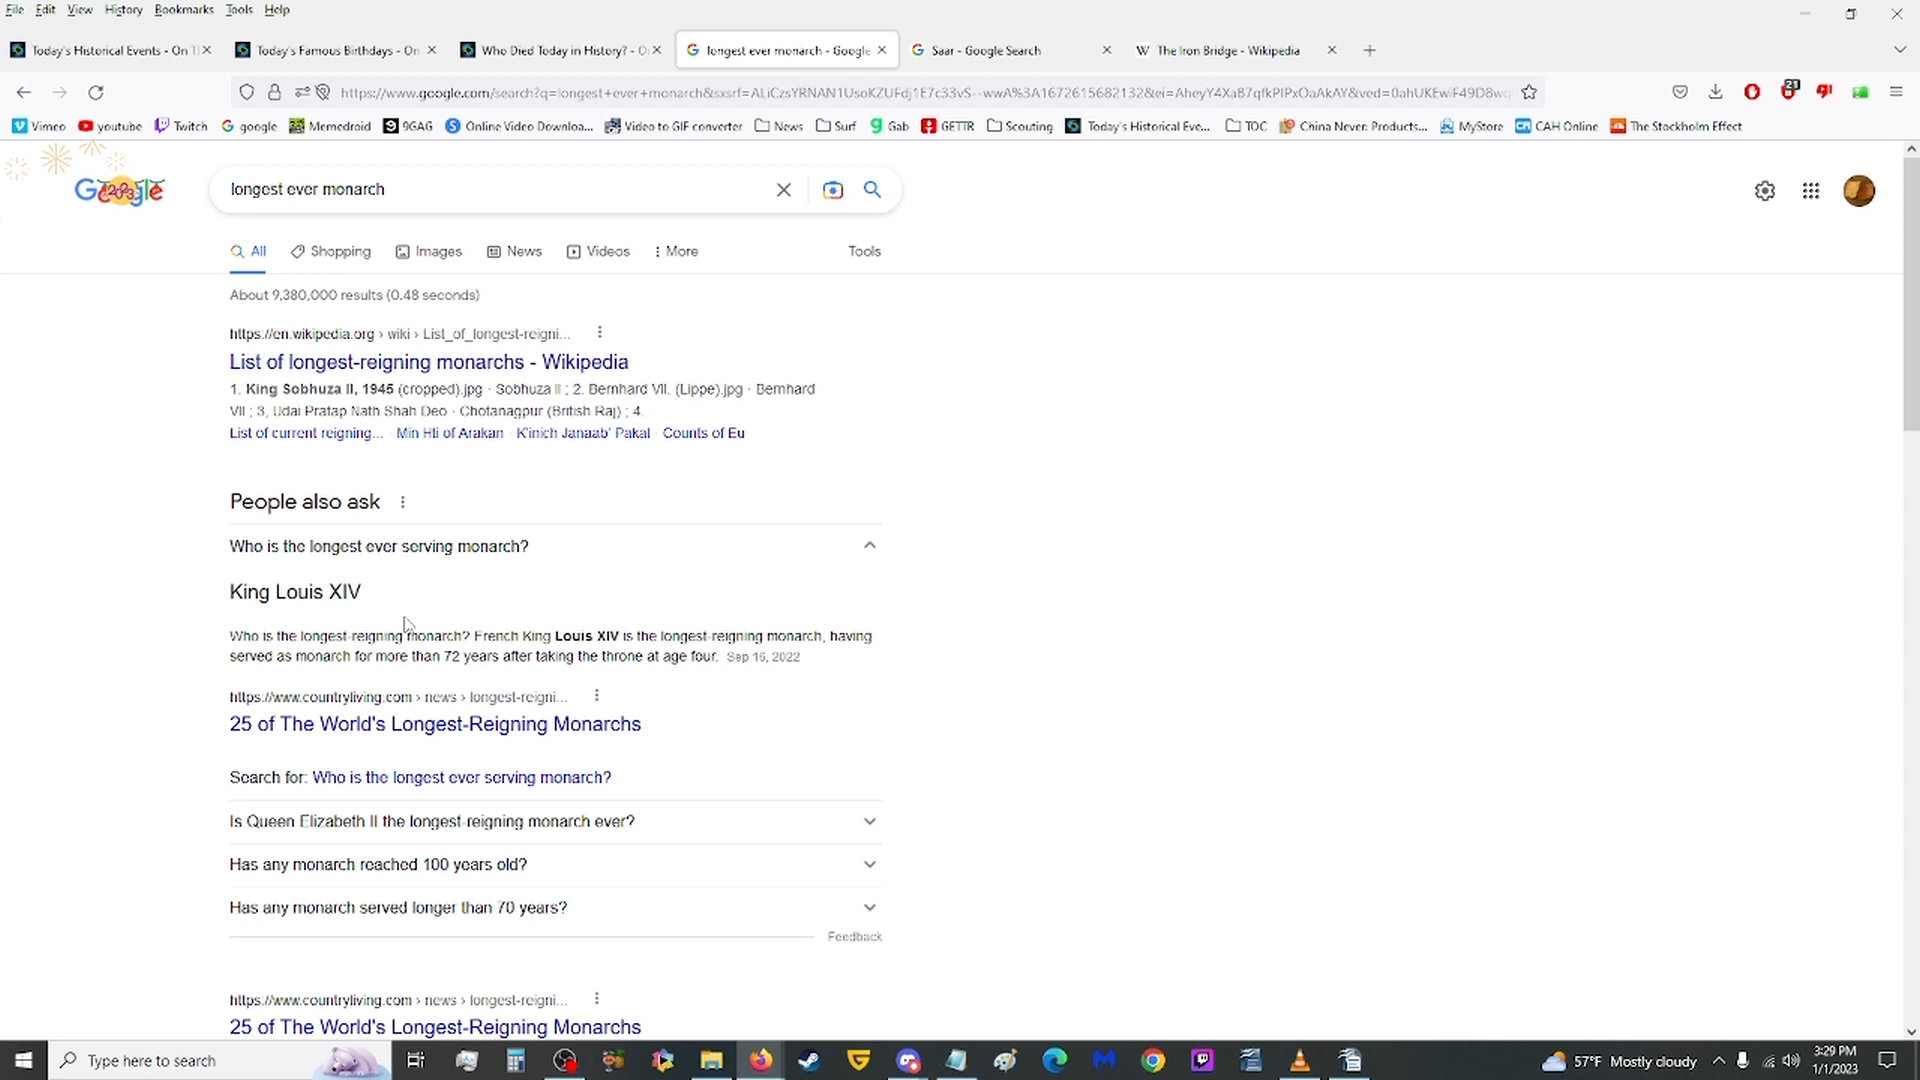 File Edit View History Bookmarks Tools Help
Today's Historical Events - On T
Today's Famous Birthdays - On
Who Died Today in History? - O
longest ever monarch - Google
Saar - Google Search
The Iron Bridge - Wikipedia
Vimeo youtube Twitch google Memedroid 9GAG Online Video Downloa... Video to GIF converter News Surf Gab GETTR Scouting Today's Historical Eve... TOC China Never: Products... MyStore CAH Online The Stockholm Effect
Google
longest ever monarch
All Shopping Images News Videos More Tools
About 9,380,000 results (0.48 seconds)
https://en.wikipedia.org › wiki › List_of_longest-reigni...
List of longest-reigning monarchs - Wikipedia
1. King Sobhuza II, 1945 (cropped).jpg · Sobhuza II ; 2. Bernhard VII. (Lippe).jpg · Bernhard
VII ; 3, Udai Pratap Nath Shah Deo · Chotanagpur (British Raj) ; 4.
List of current reigning... · Min Hti of Arakan · K'inich Janaab' Pakal · Counts of Eu
People also ask
Who is the longest ever serving monarch?
King Louis XIV
Who is the longest-reigning monarch? French King Louis XIV is the longest-reigning monarch, having
served as monarch for more than 72 years after taking the throne at age four. Sep 16, 2022
https://www.countryliving.com › news › longest-reigni...
25 of The World's Longest-Reigning Monarchs
Search for: Who is the longest ever serving monarch?
Is Queen Elizabeth II the longest-reigning monarch ever?
Has any monarch reached 100 years old?
Has any monarch served longer than 70 years?
Feedback
https://www.countryliving.com › news › longest-reigni...
25 of The World's Longest-Reigning Monarchs
Type here to search
57°F Mostly cloudy
3:29 PM
1/1/2023